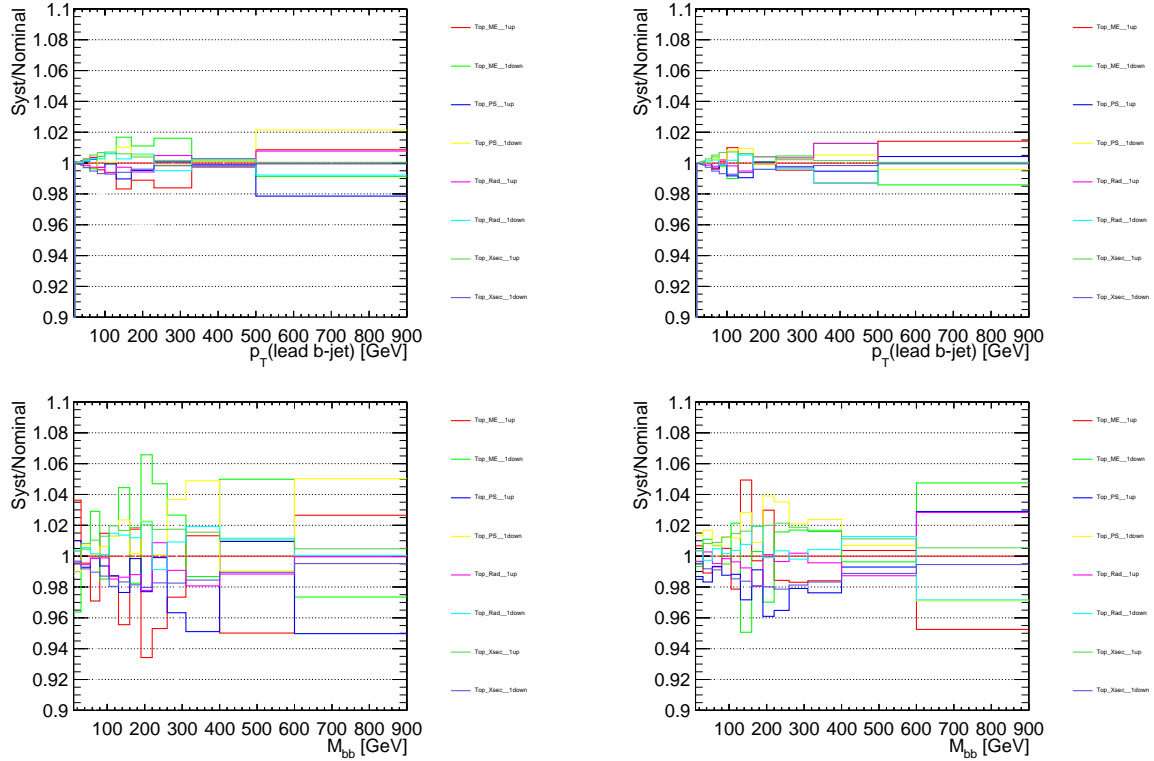 Syst/Nominal
1.1
1.08
1.06
1.04
1.02
1
0.98
0.96
0.94
0.92
0.9
100 200 300 400 500 600 700 800 900
p_T(lead b-jet) [GeV]
Top_ME__1up
Top_ME__1down
Top_PS__1up
Top_PS__1down
Top_Rad__1up
Top_Rad__1down
Top_Xsec__1up
Top_Xsec__1down
Syst/Nominal
1.1
1.08
1.06
1.04
1.02
1
0.98
0.96
0.94
0.92
0.9
100 200 300 400 500 600 700 800 900
p_T(lead b-jet) [GeV]
Top_ME__1up
Top_ME__1down
Top_PS__1up
Top_PS__1down
Top_Rad__1up
Top_Rad__1down
Top_Xsec__1up
Top_Xsec__1down
Syst/Nominal
1.1
1.08
1.06
1.04
1.02
1
0.98
0.96
0.94
0.92
0.9
100 200 300 400 500 600 700 800 900
M_bb [GeV]
Top_ME__1up
Top_ME__1down
Top_PS__1up
Top_PS__1down
Top_Rad__1up
Top_Rad__1down
Top_Xsec__1up
Top_Xsec__1down
Syst/Nominal
1.1
1.08
1.06
1.04
1.02
1
0.98
0.96
0.94
0.92
0.9
100 200 300 400 500 600 700 800 900
M_bb [GeV]
Top_ME__1up
Top_ME__1down
Top_PS__1up
Top_PS__1down
Top_Rad__1up
Top_Rad__1down
Top_Xsec__1up
Top_Xsec__1down